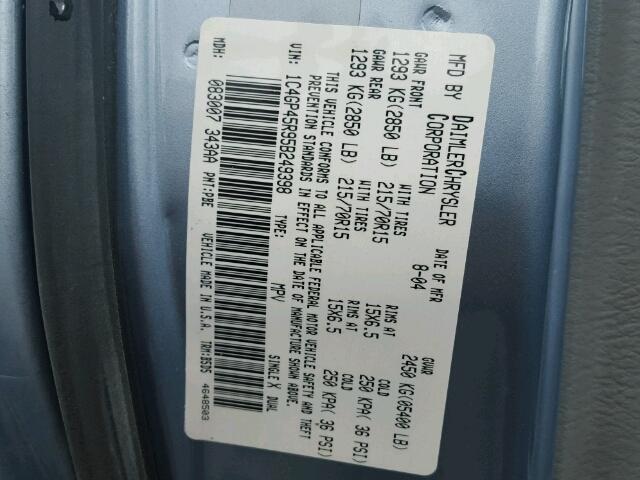 MFD BY DAIMLERCHRYSLER CORPORATION DATE OF MFR 8-04 GVWR 2450 KG(05400 LB)
GAWR FRONT WITH TIRES RIMS AT COLD
1293 KG(2850 LB) 215/70R15 15X6.5 250 KPA( 36 PSI)
GAWR REAR WITH TIRES RIMS AT COLD
1293 KG(2850 LB) 215/70R15 15X6.5 250 KPA( 36 PSI)
THIS VEHICLE CONFORMS TO ALL APPLICABLE FEDERAL MOTOR VEHICLE SAFETY AND THEFT
PREVENTION STANDARDS IN EFFECT ON THE DATE OF MANUFACTURE SHOWN ABOVE.
VIN: 1C4GP45R95B249398 TYPE: MPV SINGLE X DUAL
MDH: 083007 343AA PNT:PBE VEHICLE MADE IN U.S.A. TRM:B5D5 4648503